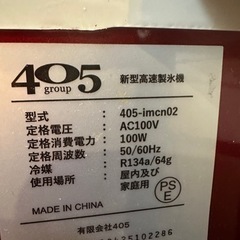 405
group
新型高速製氷機
型式 : 405-imcn02
定格電圧 : AC100V
定格消費電力 : 100W
定格周波数 : 50/60Hz
冷媒 : R134a/64g
使用場所 : 屋内及び
家庭用
PS
E
MADE IN CHINA
有限会社405